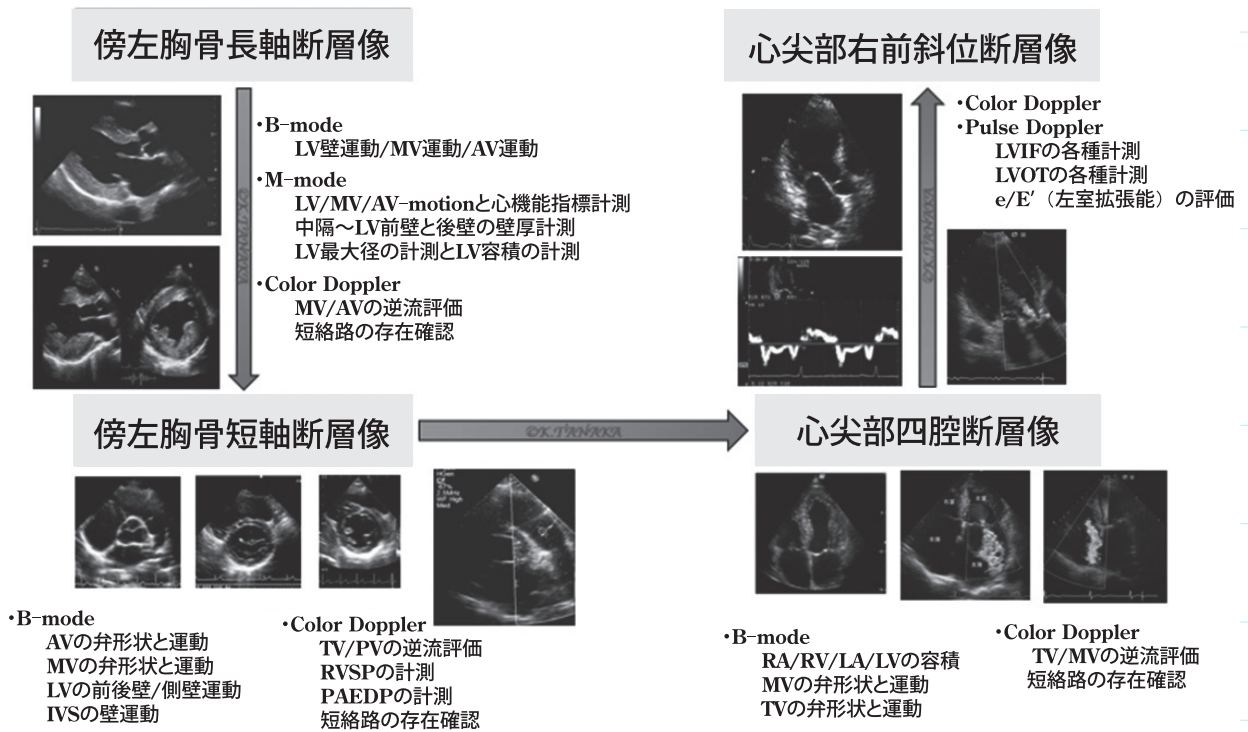 傍左胸骨長軸断層像
・B-mode
LV壁運動/MV運動/AV運動
・M-mode
LV/MV/AV-motionと心機能指標計測
中隔〜LV前壁と後壁の壁厚計測
LV最大径の計測とLV容積の計測
・Color Doppler
MV/AVの逆流評価
短絡路の存在確認
©K.TANAKA
傍左胸骨短軸断層像
・B-mode
AVの弁形状と運動
MVの弁形状と運動
LVの前後壁/側壁運動
IVSの壁運動
・Color Doppler
TV/PVの逆流評価
RVSPの計測
PAEDPの計測
短絡路の存在確認
©K.TANAKA
心尖部四腔断層像
・B-mode
RA/RV/LA/LVの容積
MVの弁形状と運動
TVの弁形状と運動
・Color Doppler
TV/MVの逆流評価
短絡路の存在確認
©K.TANAKA
心尖部右前斜位断層像
・Color Doppler
・Pulse Doppler
LVIFの各種計測
LVOTの各種計測
e/E′（左室拡張能）の評価